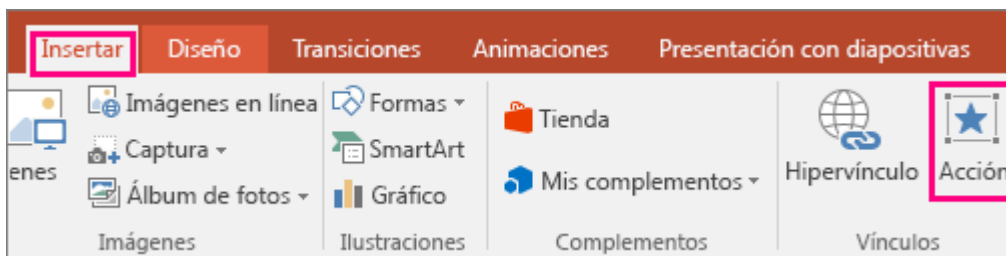 Insertar Diseño Transiciones Animaciones Presentación con diapositivas
Imágenes en línea Formas
Tienda
Captura SmartArt
Hipervínculo Acción
enes
Mis complementos
Álbum de fotos Gráfico
Imágenes Ilustraciones Complementos Vínculos